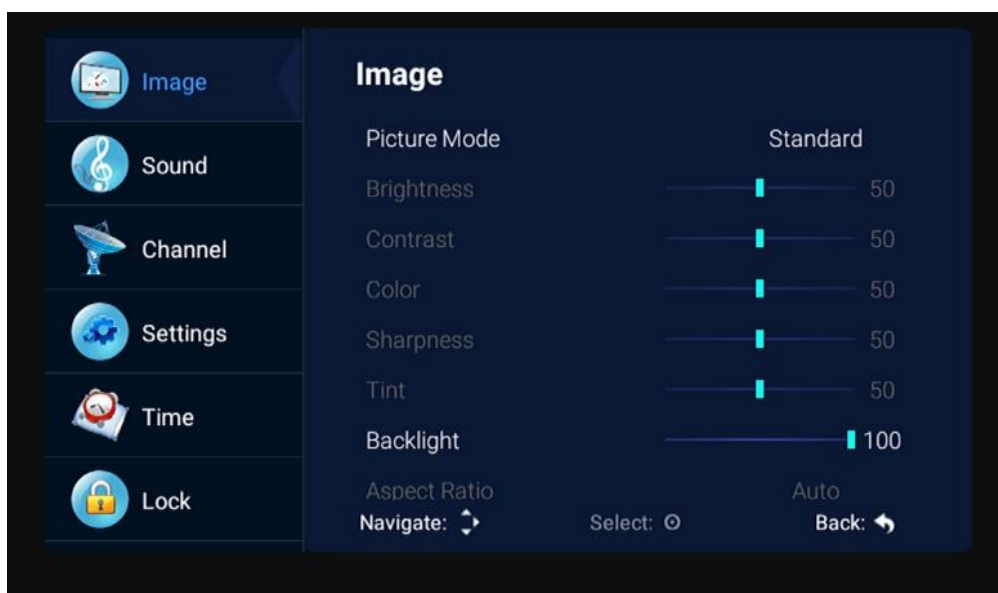 Image
Sound
Channel
Settings
Time
Lock
Image
Picture Mode Standard
Brightness 50
Contrast 50
Color 50
Sharpness 50
Tint 50
Backlight 100
Aspect Ratio Auto
Navigate: Select: Back: